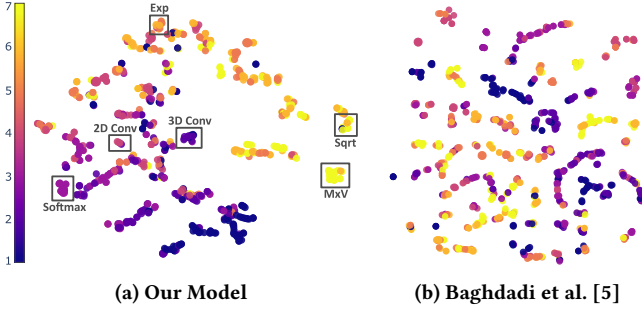 7
6
5
4
3
2
1
Exp
2D Conv
3D Conv
Softmax
Sqrt
MxV
(a) Our Model
(b) Baghdadi et al. [5]